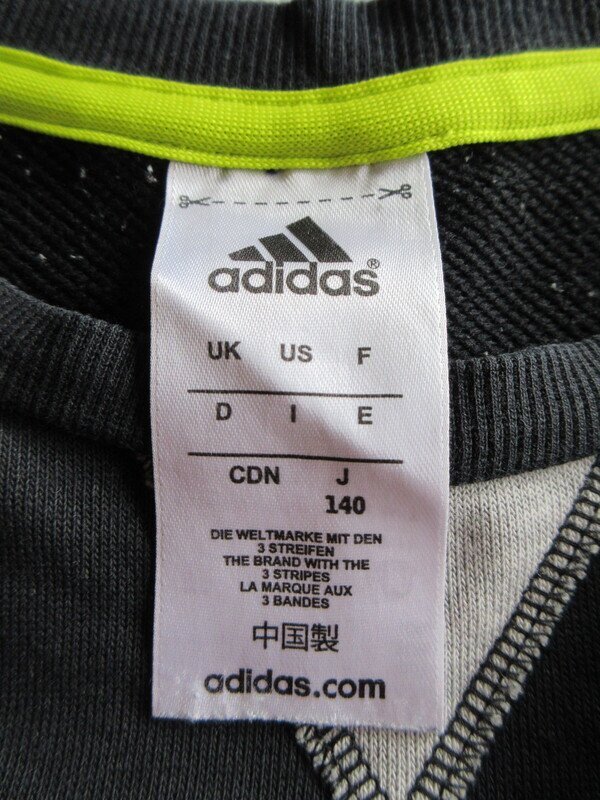 adidas®
UK US F
D I E
CDN J
140
DIE WELTMARKE MIT DEN
3 STREIFEN
THE BRAND WITH THE
3 STRIPES
LA MARQUE AUX
3 BANDES
中国製
adidas.com